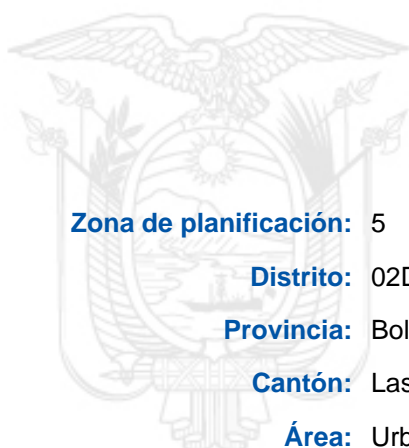 Zona de planificación: 5
Distrito: 02D
Provincia: Bol
Cantón: Las
Área: Urb